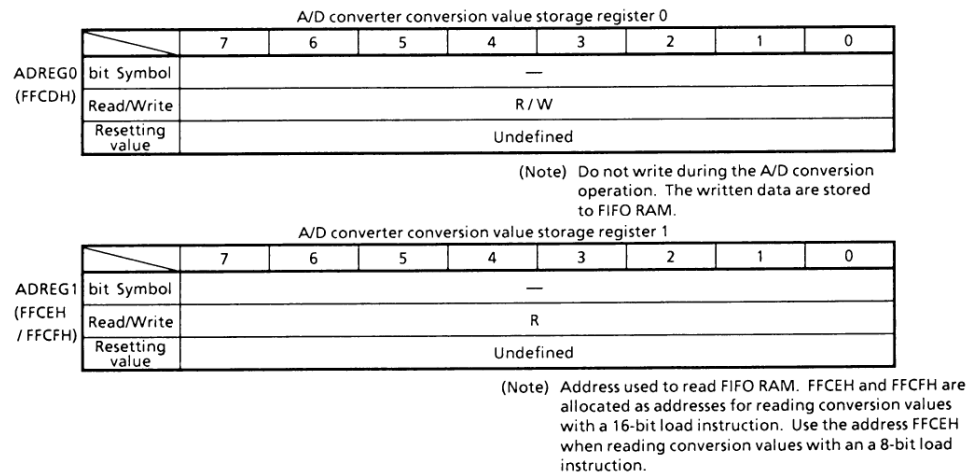 A/D converter conversion value storage register 0
7 6 5 4 3 2 1 0
ADREG0 bit Symbol —
(FFCDH) Read/Write R/W
Resetting value Undefined
(Note) Do not write during the A/D conversion
operation. The written data are stored
to FIFO RAM.
A/D converter conversion value storage register 1
7 6 5 4 3 2 1 0
ADREG1 bit Symbol —
(FFCEH
/FFCFH) Read/Write R
Resetting value Undefined
(Note) Address used to read FIFO RAM. FFCEH and FFCFH are
allocated as addresses for reading conversion values
with a 16-bit load instruction. Use the address FFCEH
when reading conversion values with an a 8-bit load
instruction.